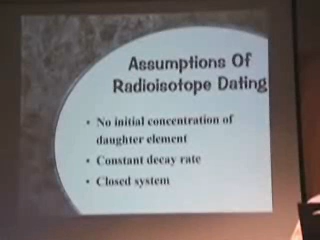 Assumptions Of
Radioisotope Dating
• No initial concentration of
daughter element
• Constant decay rate
• Closed system